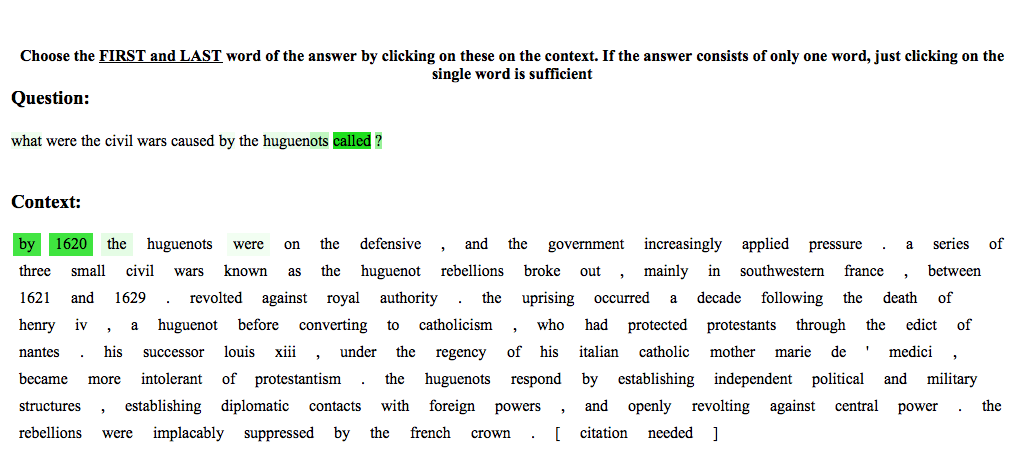 Choose the FIRST and LAST word of the answer by clicking on these on the context. If the answer consists of only one word, just clicking on the
single word is sufficient
Question:
what were the civil wars caused by the huguenots called ?
Context:
by 1620 the huguenots were on the defensive , and the government increasingly applied pressure . a series of
three small civil wars known as the huguenot rebellions broke out , mainly in southwestern france , between
1621 and 1629 . revolted against royal authority . the uprising occurred a decade following the death of
henry iv , a huguenot before converting to catholicism , who had protected protestants through the edict of
nantes . his successor louis xiii , under the regency of his italian catholic mother marie de ' medici ,
became more intolerant of protestantism . the huguenots respond by establishing independent political and military
structures , establishing diplomatic contacts with foreign powers , and openly revolting against central power . the
rebellions were implacably suppressed by the french crown . [ citation needed ]